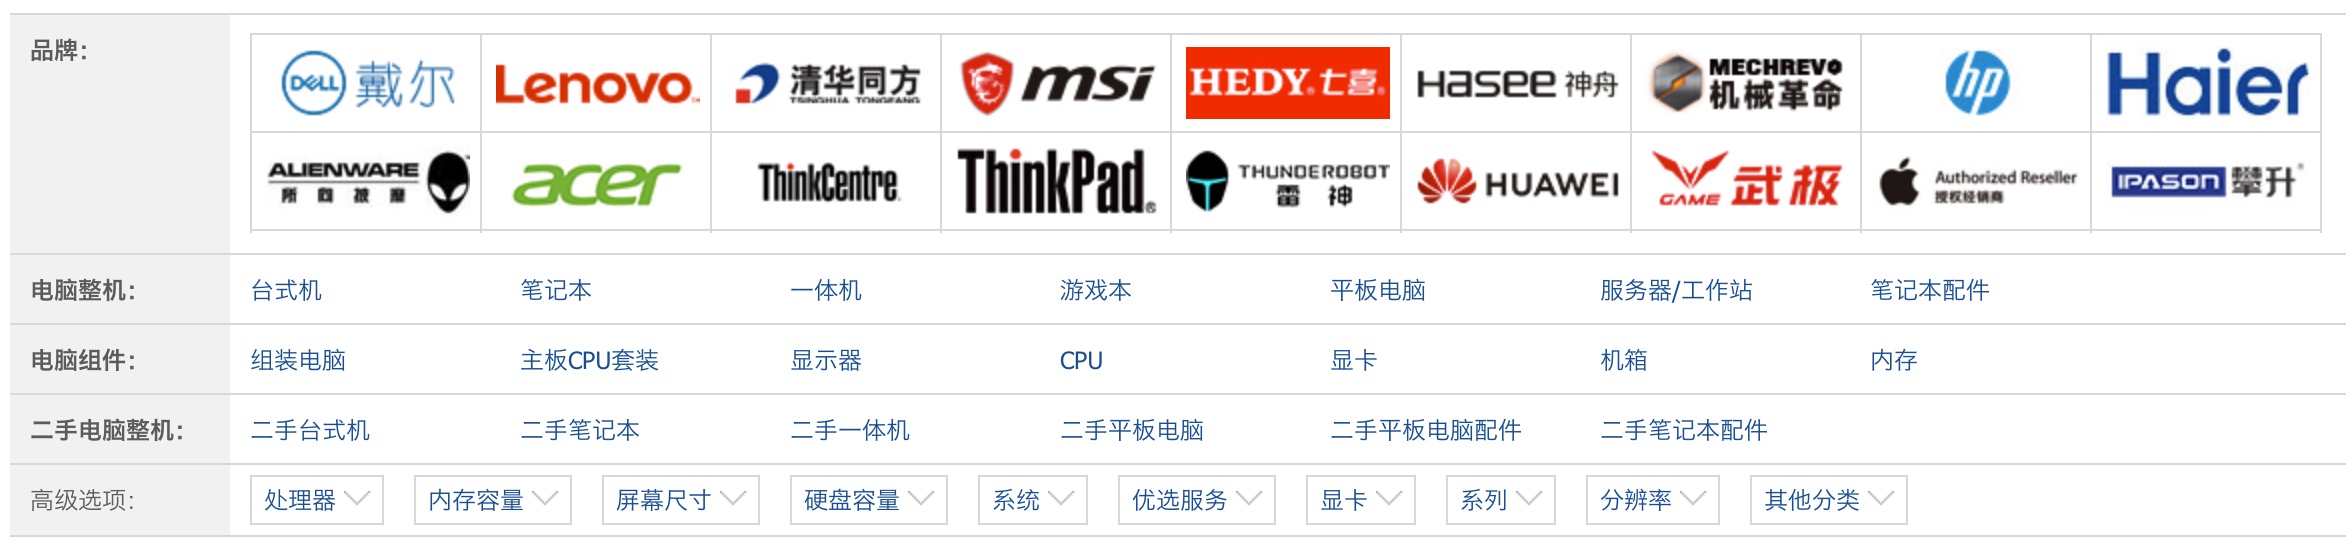 品牌：
DELL 戴尔
Lenovo™
清华同方
TSINGHUA TONGFANG
msi
HEDY®七喜®
Hasee 神舟
MECHREVO
机械革命
hp
Haier
ALIENWARE™
acer
ThinkCentre.
ThinkPad®
THUNDEROBOT
雷神
HUAWEI
GAME 武极
Authorized Reseller
授权经销商
IPASON 攀升®
电脑整机： 台式机 笔记本 一体机 游戏本 平板电脑 服务器/工作站 笔记本配件
电脑组件： 组装电脑 主板CPU套装 显示器 CPU 显卡 机箱 内存
二手电脑整机： 二手台式机 二手笔记本 二手一体机 二手平板电脑 二手平板电脑配件 二手笔记本配件
高级选项： 处理器 内存容量 屏幕尺寸 硬盘容量 系统 优选服务 显卡 系列 分辨率 其他分类